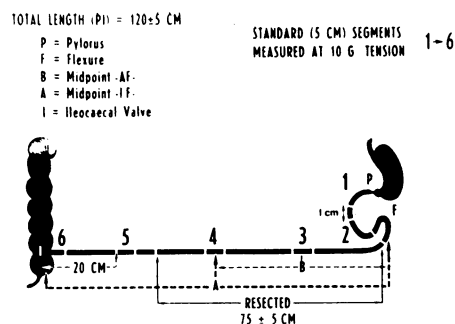 TOTAL LENGTH (PI) = 120±5 CM
P = Pylorus
F = Flexure
B = Midpoint -AF-
A = Midpoint -IF-
I = Ileocaecal Valve
STANDARD (5 CM) SEGMENTS
MEASURED AT 10 G TENSION 1-6
1 P
1 cm F
6 5 4 3 2
20 CM B
A
RESECTED
75 ± 5 CM